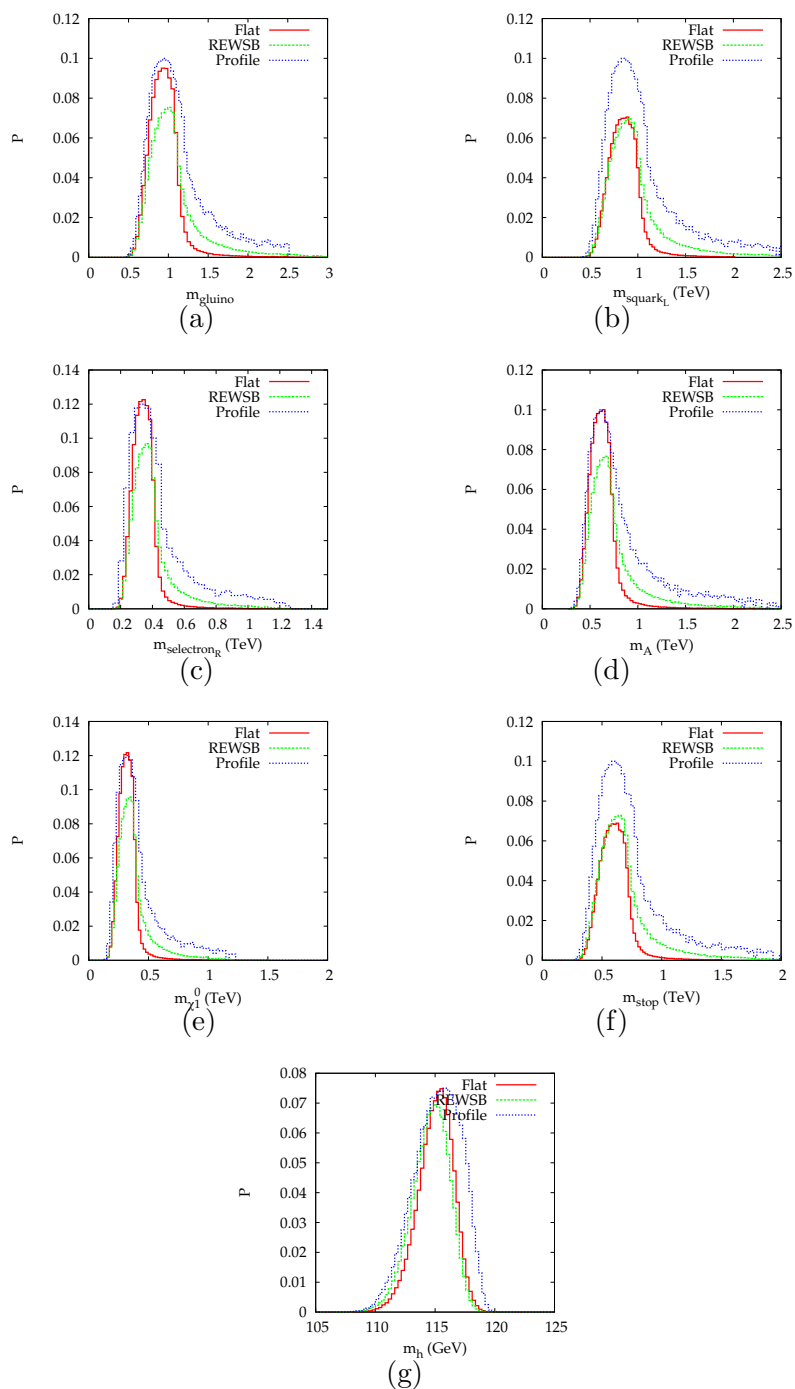 0.12
0.1
0.08
0.06
0.04
0.02
0
P
Flat
REWSB
Profile
0 0.5 1 1.5 2 2.5 3
m_gluino
(a)
0.12
0.1
0.08
0.06
0.04
0.02
0
P
Flat
REWSB
Profile
0 0.5 1 1.5 2 2.5
m_squark_L (TeV)
(b)
0.14
0.12
0.1
0.08
0.06
0.04
0.02
0
P
Flat
REWSB
Profile
0.2 0.4 0.6 0.8 1 1.2 1.4
m_selectron_R (TeV)
(c)
0.12
0.1
0.08
0.06
0.04
0.02
0
P
Flat
REWSB
Profile
0 0.5 1 1.5 2 2.5
m_A (TeV)
(d)
0.14
0.12
0.1
0.08
0.06
0.04
0.02
0
P
Flat
REWSB
Profile
0 0.5 1 1.5 2
m_χ_1^0 (TeV)
(e)
0.12
0.1
0.08
0.06
0.04
0.02
0
P
Flat
REWSB
Profile
0 0.5 1 1.5 2
m_stop (TeV)
(f)
0.08
0.07
0.06
0.05
0.04
0.03
0.02
0.01
0
P
Flat
REWSB
Profile
105 110 115 120 125
m_h (GeV)
(g)